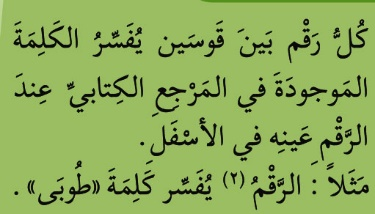 كُلُّ رَقْم بَينَ قَوسَين يُفَسِّرُ الكَلِمَةَ
المَوجودَةَ في المَرْجِعِ الكِتابيِّ عِندَ
الرَّقْمِ عَينِه في الأسْفَل.
مَثَلاً : الرَّقْمُ (٢) يُفَسِّر كَلِمَةَ «طُوبَى» .